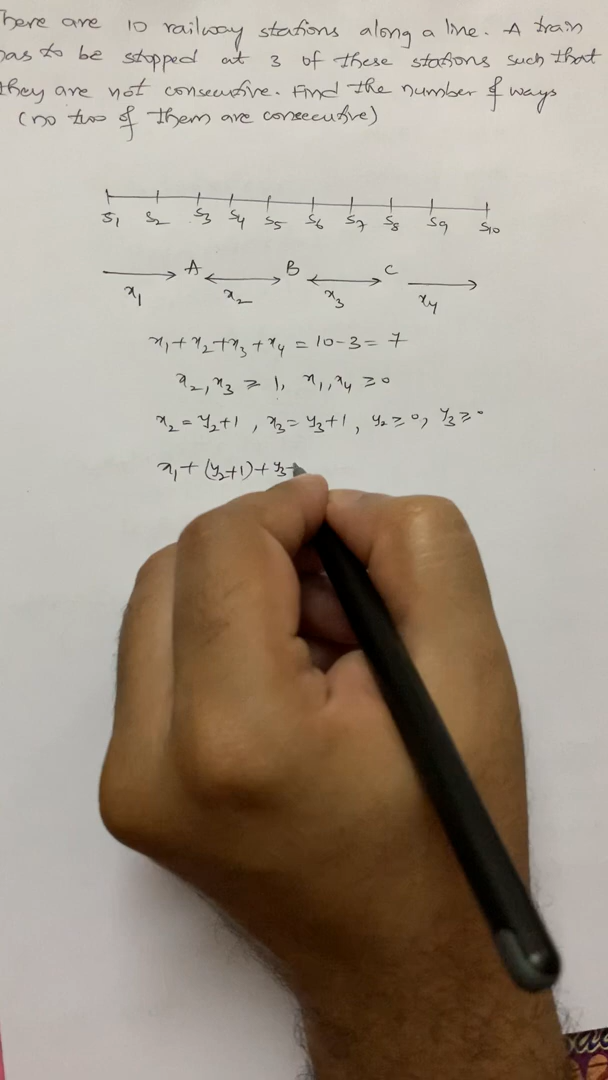 There are 10 railway stations along a line. A train
has to be stopped at 3 of these stations such that
they are not consecutive. Find the number of ways
(no two of them are consecutive)
S1 S2 S3 S4 S5 S6 S7 S8 S9 S10
A B C
x1 x2 x3 x4
x1+x2+x3+x4 = 10-3 = 7
x2, x3 ≥ 1, x1, x4 ≥ 0
x2 = y2+1, x3 = y3+1, y2 ≥ 0, y3 ≥ 0
x1 + (y2+1) + y3+